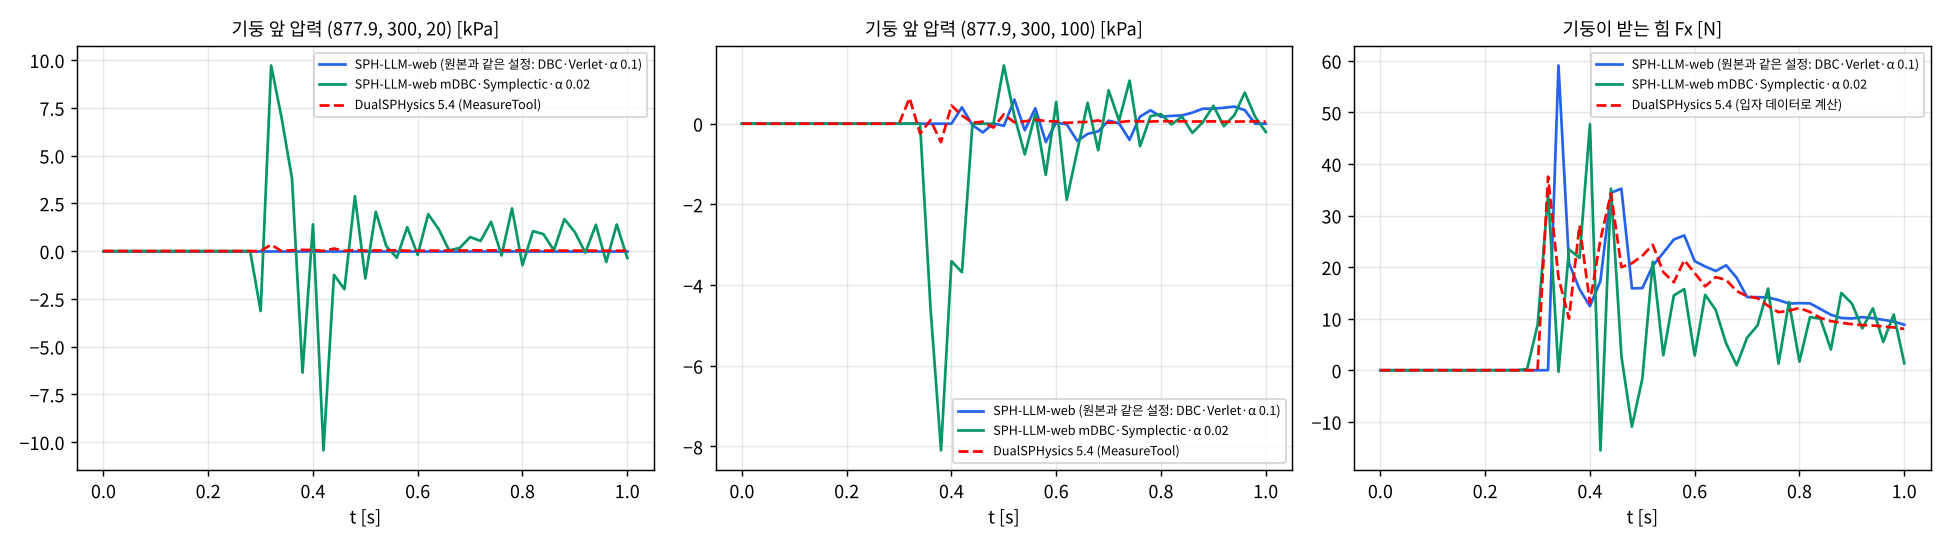 기둥 앞 압력 (877.9, 300, 20) [kPa]
10.0
7.5
5.0
2.5
0.0
−2.5
−5.0
−7.5
−10.0
SPH-LLM-web (원본과 같은 설정: DBC·Verlet·α 0.1)
SPH-LLM-web mDBC·Symplectic·α 0.02
DualSPHysics 5.4 (MeasureTool)
0.0 0.2 0.4 0.6 0.8 1.0
t [s]
기둥 앞 압력 (877.9, 300, 100) [kPa]
0
−2
−4
−6
−8
SPH-LLM-web (원본과 같은 설정: DBC·Verlet·α 0.1)
SPH-LLM-web mDBC·Symplectic·α 0.02
DualSPHysics 5.4 (MeasureTool)
0.0 0.2 0.4 0.6 0.8 1.0
t [s]
기둥이 받는 힘 Fx [N]
60
50
40
30
20
10
0
−10
SPH-LLM-web (원본과 같은 설정: DBC·Verlet·α 0.1)
SPH-LLM-web mDBC·Symplectic·α 0.02
DualSPHysics 5.4 (입자 데이터로 계산)
0.0 0.2 0.4 0.6 0.8 1.0
t [s]